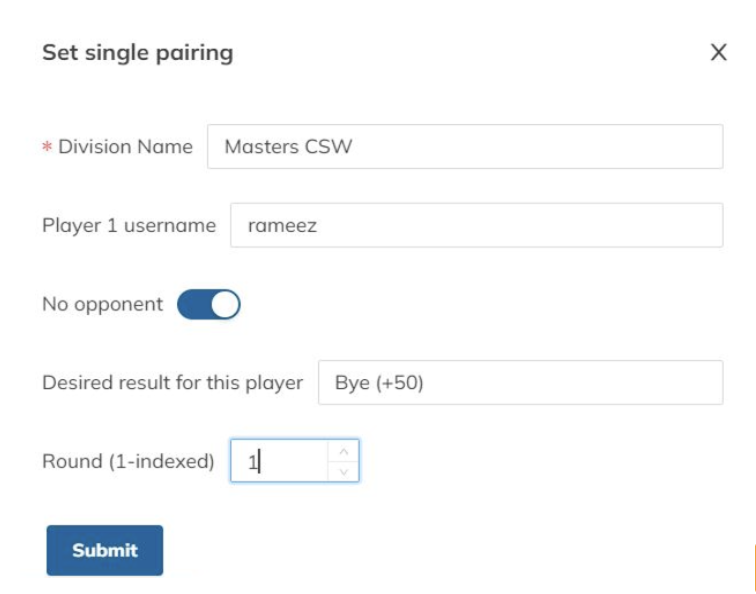 Set single pairing X
* Division Name Masters CSW
Player 1 username rameez
No opponent
Desired result for this player Bye (+50)
Round (1-indexed) 1
Submit